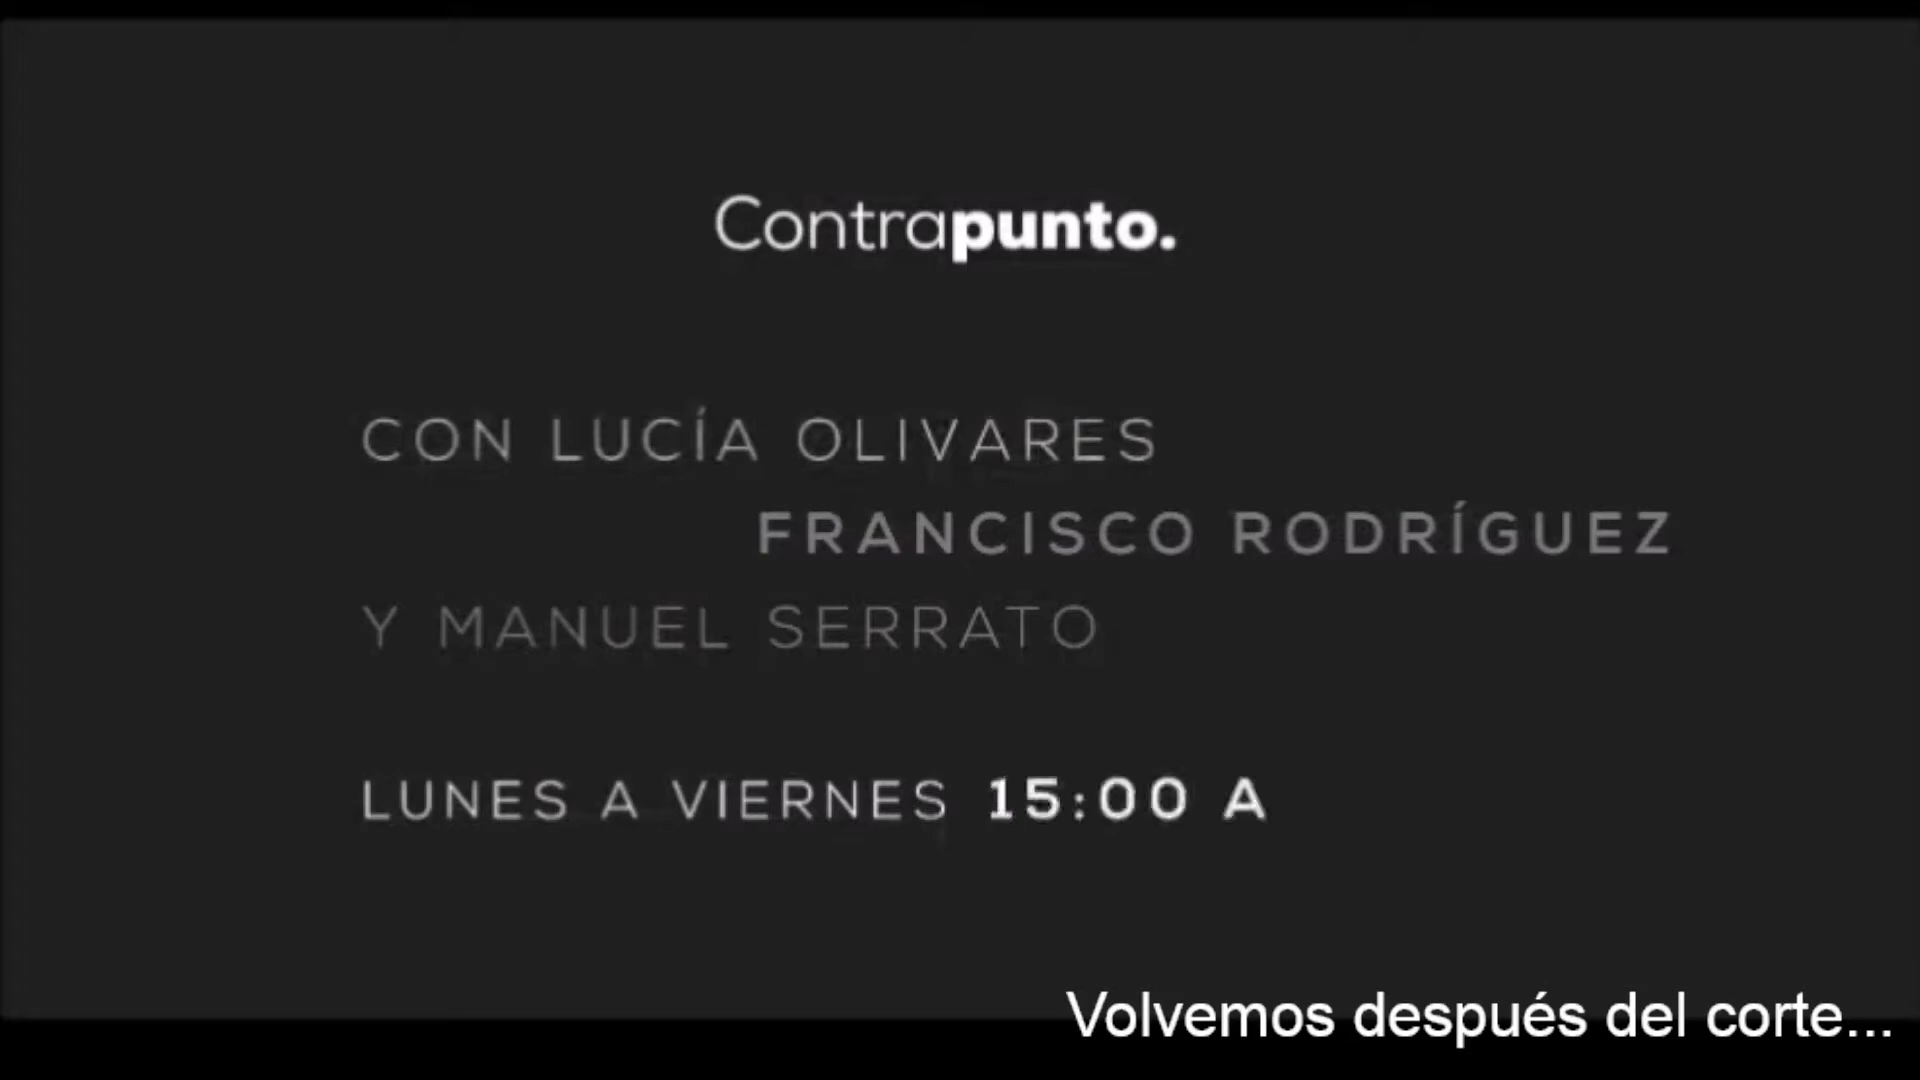 Contrapunto.
CON LUCÍA OLIVARES
FRANCISCO RODRÍGUEZ
Y MANUEL SERRATO
LUNES A VIERNES 15:00 A
Volvemos después del corte...